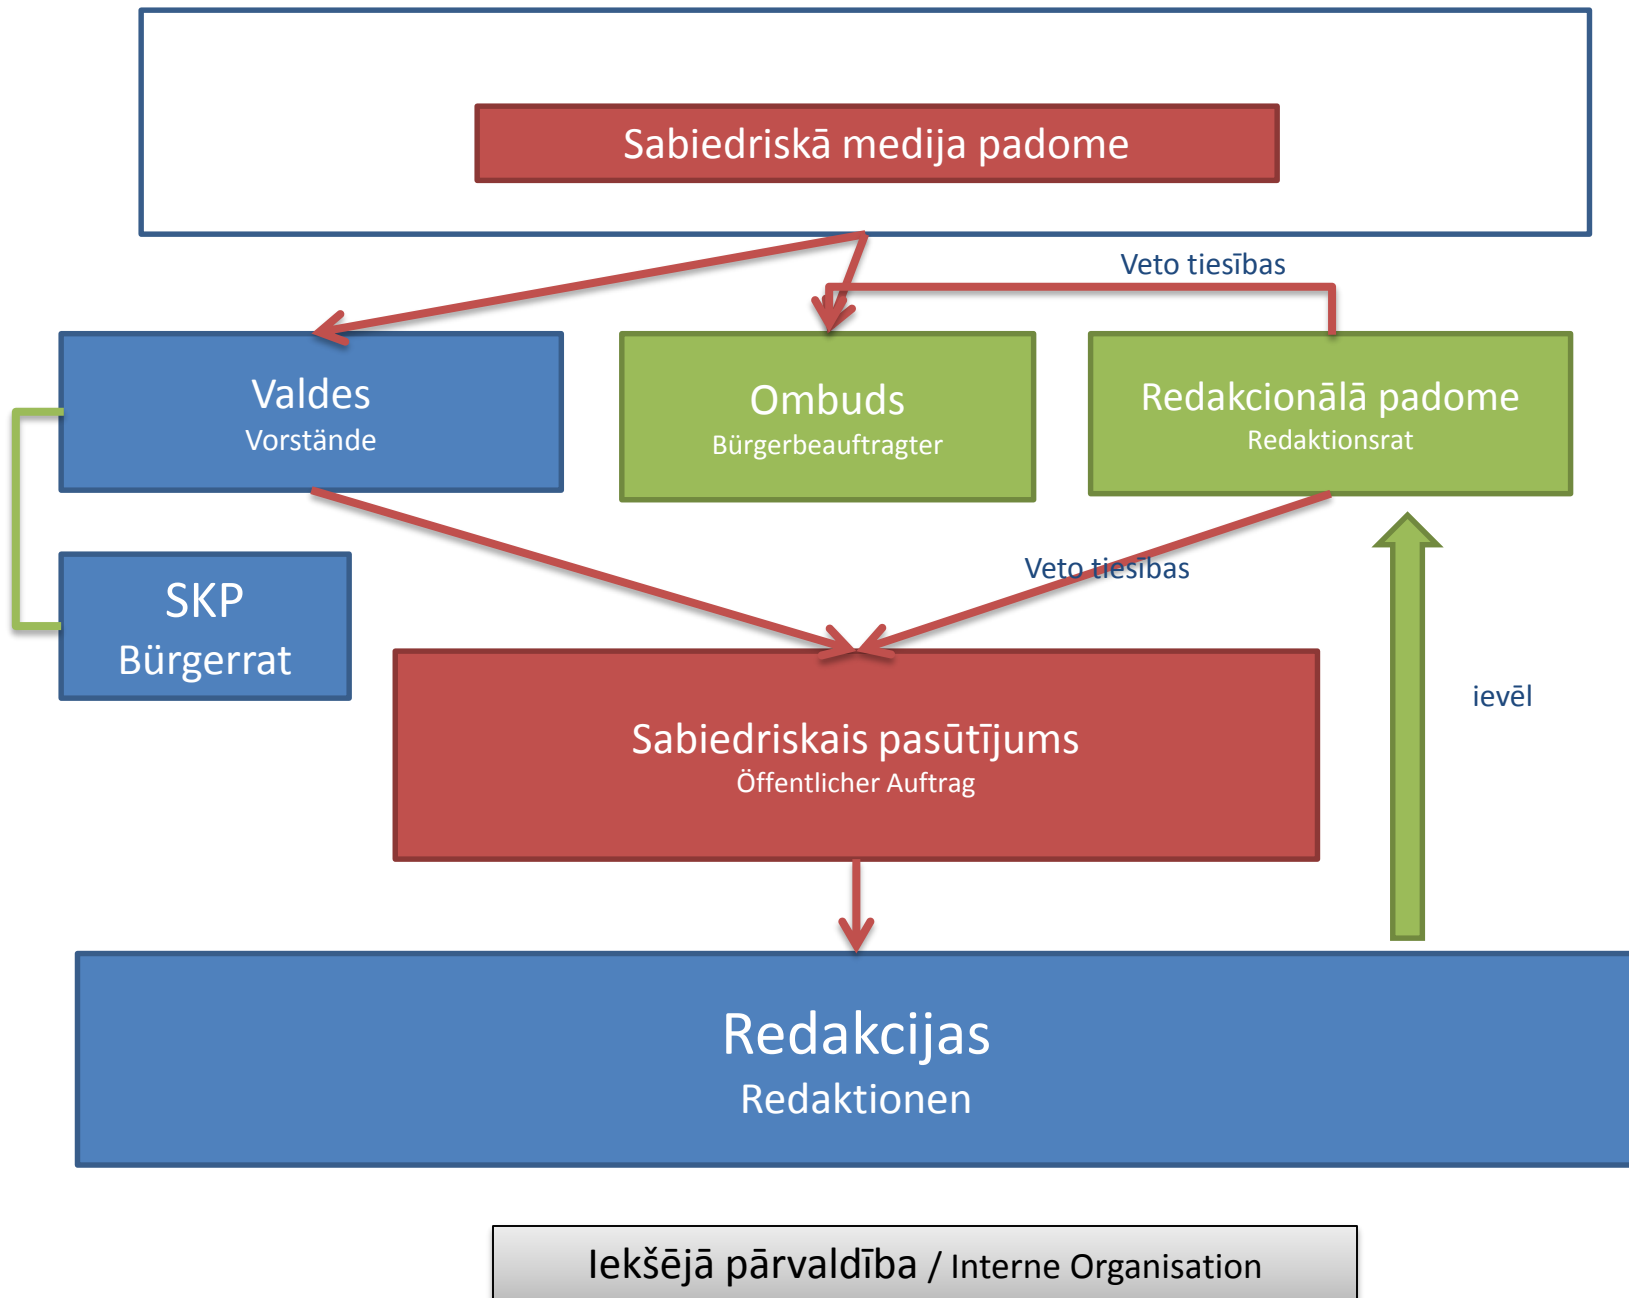 Sabiedriskā medija padome
Veto tiesības
Valdes
Vorstände
Ombuds
Bürgerbeauftragter
Redakcionālā padome
Redaktionsrat
SKP
Bürgerrat
Veto tiesības
Sabiedriskais pasūtījums
Öffentlicher Auftrag
ievēl
Redakcijas
Redaktionen
Iekšējā pārvaldība / Interne Organisation